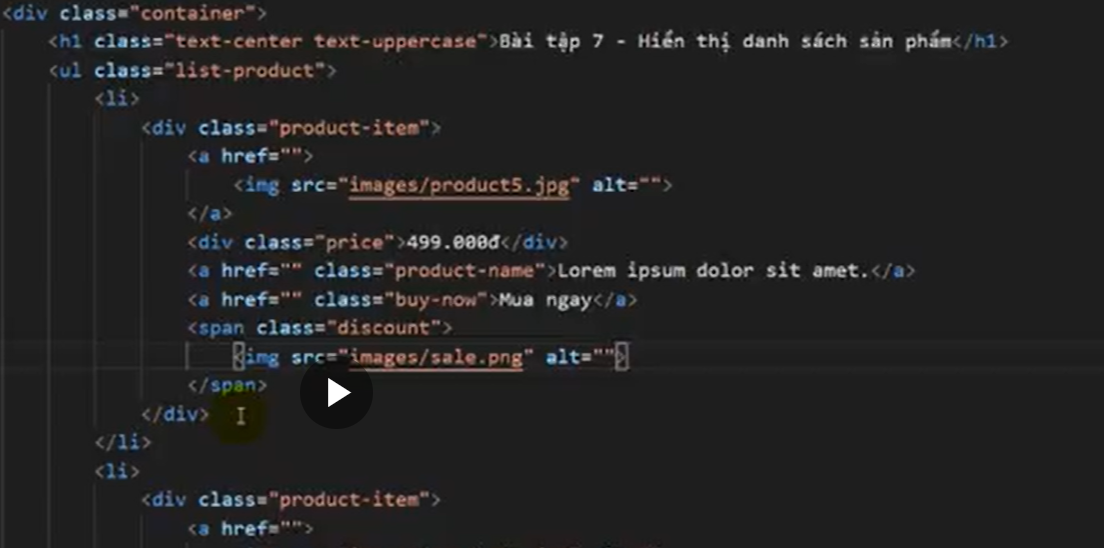 <div class="container">
<h1 class="text-center text-uppercase">Bài tập 7 - Hiển thị danh sách sản phẩm</h1>
<ul class="list-product">
<li>
<div class="product-item">
<a href="">
<img src="images/product5.jpg" alt="">
</a>
<div class="price">499.000đ</div>
<a href="" class="product-name">Lorem ipsum dolor sit amet.</a>
<a href="" class="buy-now">Mua ngay</a>
<span class="discount">
<img src="images/sale.png" alt="">
</span>
</div>
</li>
<li>
<div class="product-item">
<a href="">